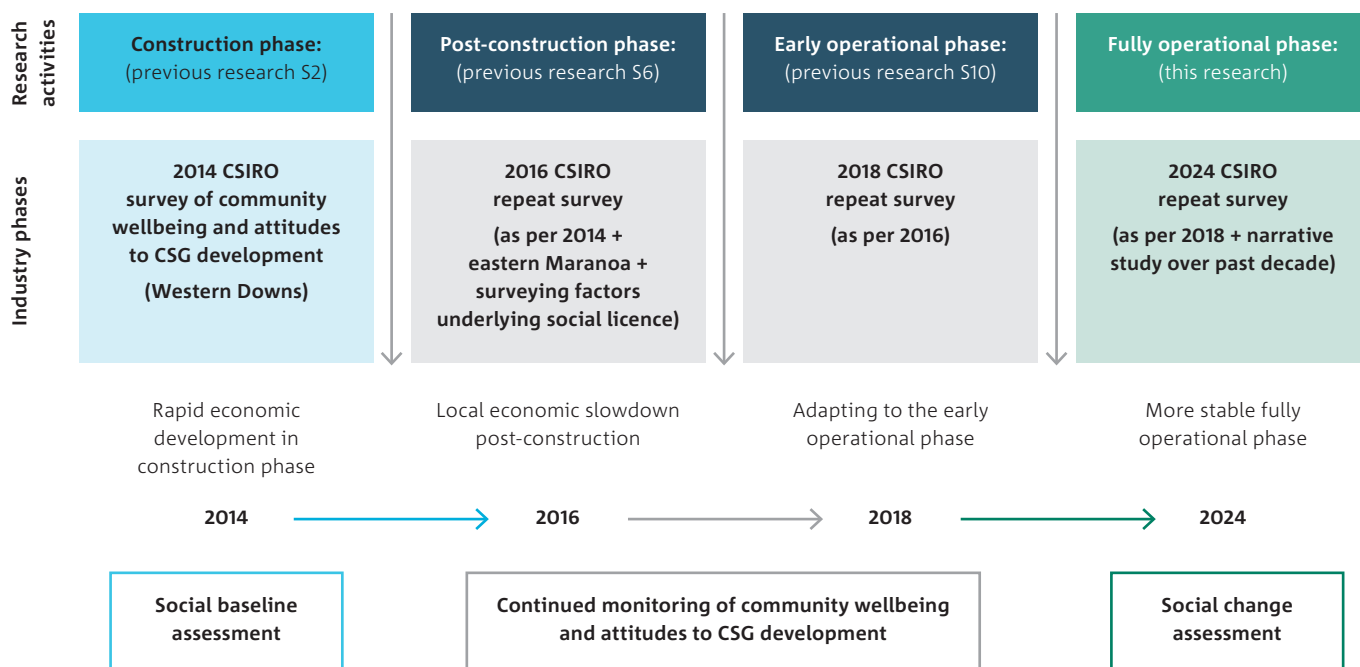 Research
activities
Construction phase:
(previous research S2)
Post-construction phase:
(previous research S6)
Early operational phase:
(previous research S10)
Fully operational phase:
(this research)
Industry phases
2014 CSIRO
survey of community
wellbeing and attitudes
to CSG development
(Western Downs)
2016 CSIRO
repeat survey
(as per 2014 +
eastern Maranoa +
surveying factors
underlying social licence)
2018 CSIRO
repeat survey
(as per 2016)
2024 CSIRO
repeat survey
(as per 2018 + narrative
study over past decade)
Rapid economic
development in
construction phase
Local economic slowdown
post-construction
Adapting to the early
operational phase
More stable fully
operational phase
2014
2016
2018
2024
Social baseline
assessment
Continued monitoring of community wellbeing
and attitudes to CSG development
Social change
assessment